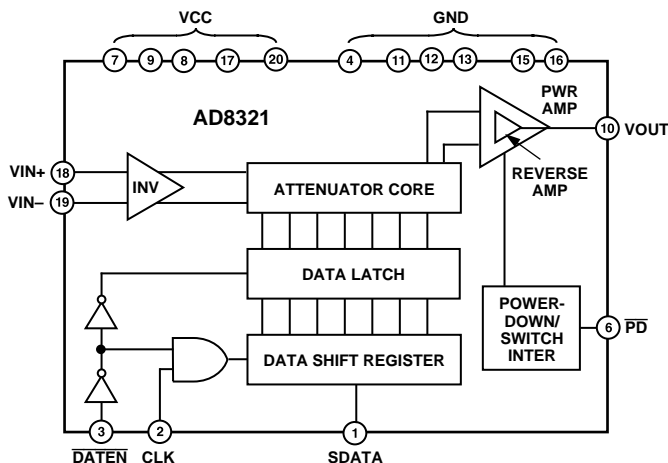 VCC
GND
7 9 8 17 20
4 11 12 13 15 16
AD8321
PWR
AMP
10 VOUT
REVERSE
AMP
VIN+ 18
VIN– 19
INV
ATTENUATOR CORE
DATA LATCH
DATA SHIFT REGISTER
POWER-
DOWN/
SWITCH
INTER
6 PD
3 2 1
DATEN CLK SDATA